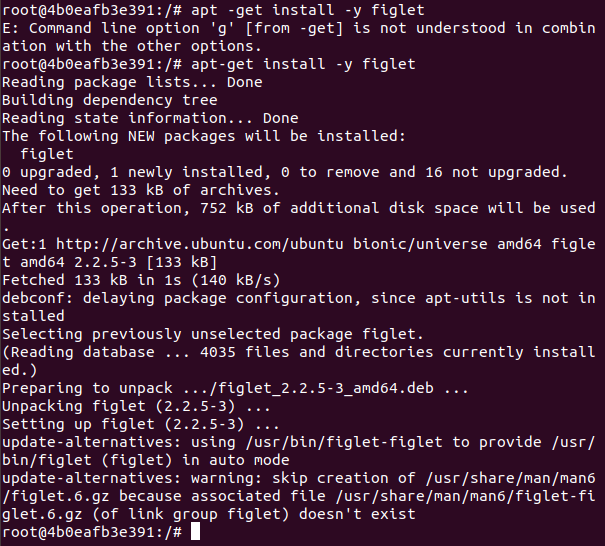 root@4b0eafb3e391:/# apt -get install -y figlet
E: Command line option 'g' [from -get] is not understood in combin
ation with the other options.
root@4b0eafb3e391:/# apt-get install -y figlet
Reading package lists... Done
Building dependency tree
Reading state information... Done
The following NEW packages will be installed:
  figlet
0 upgraded, 1 newly installed, 0 to remove and 16 not upgraded.
Need to get 133 kB of archives.
After this operation, 752 kB of additional disk space will be used
.
Get:1 http://archive.ubuntu.com/ubuntu bionic/universe amd64 figle
t amd64 2.2.5-3 [133 kB]
Fetched 133 kB in 1s (140 kB/s)
debconf: delaying package configuration, since apt-utils is not in
stalled
Selecting previously unselected package figlet.
(Reading database ... 4035 files and directories currently install
ed.)
Preparing to unpack .../figlet_2.2.5-3_amd64.deb ...
Unpacking figlet (2.2.5-3) ...
Setting up figlet (2.2.5-3) ...
update-alternatives: using /usr/bin/figlet-figlet to provide /usr/
bin/figlet (figlet) in auto mode
update-alternatives: warning: skip creation of /usr/share/man/man6
/figlet.6.gz because associated file /usr/share/man/man6/figlet-fi
glet.6.gz (of link group figlet) doesn't exist
root@4b0eafb3e391:/#